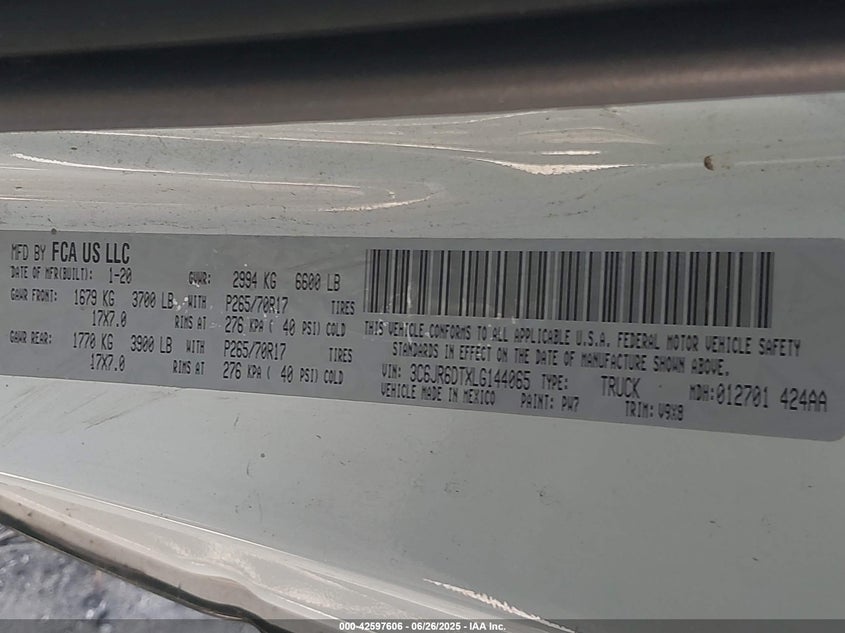 MFD BY FCA US LLC
DATE OF MFR(BUILT): 1-20 GVWR: 2994 KG 6600 LB
GAWR FRONT: 1679 KG 3700 LB WITH P265/70R17 TIRES
17X7.0 RIMS AT 276 KPA ( 40 PSI) COLD
GAWR REAR: 1770 KG 3900 LB WITH P265/70R17 TIRES
17X7.0 RIMS AT 276 KPA ( 40 PSI) COLD
THIS VEHICLE CONFORMS TO ALL APPLICABLE U.S.A. FEDERAL MOTOR VEHICLE SAFETY
STANDARDS IN EFFECT ON THE DATE OF MANUFACTURE SHOWN ABOVE.
VIN: 3C6JR6DTXLG144065 TYPE: TRUCK MDH:012701 424AA
VEHICLE MADE IN MEXICO PAINT: PW7 TRIM: V9X9
000-42597606 - 06/26/2025 - IAA Inc.